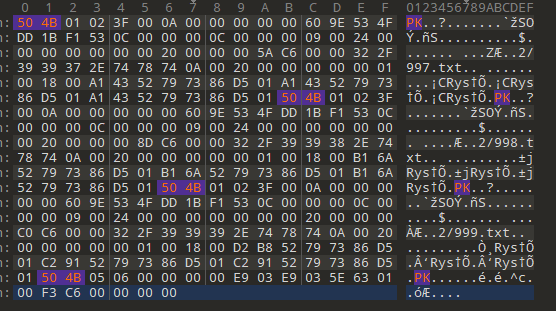 0 1 2 3 4 5 6 7 8 9 A B C D E F 0123456789ABCDEF
h: 50 4B 01 02 3F 00 0A 00 00 00 00 00 60 9E 53 4F PK..?.......`žSO
h: DD 1B F1 53 0C 00 00 00 0C 00 00 00 09 00 24 00 Ý.ñS..........$.
h: 00 00 00 00 00 00 20 00 00 00 5A C6 00 00 32 2F ...... ...ZÆ..2/
h: 39 39 37 2E 74 78 74 0A 00 20 00 00 00 00 00 01 997.txt.. ......
h: 00 18 00 A1 43 52 79 73 86 D5 01 A1 43 52 79 73 ...¡CRys†Õ.¡CRys
h: 86 D5 01 A1 43 52 79 73 86 D5 01 50 4B 01 02 3F †Õ.¡CRys†Õ.PK..?
h: 00 0A 00 00 00 00 00 60 9E 53 4F DD 1B F1 53 0C .......`žSOÝ.ñS.
h: 00 00 00 0C 00 00 00 09 00 24 00 00 00 00 00 00 .........$......
h: 00 20 00 00 00 8D C6 00 00 32 2F 39 39 38 2E 74 . ....Æ..2/998.t
h: 78 74 0A 00 20 00 00 00 00 00 01 00 18 00 B1 6A xt.. .........±j
h: 52 79 73 86 D5 01 B1 6A 52 79 73 86 D5 01 B1 6A Rys†Õ.±jRys†Õ.±j
h: 52 79 73 86 D5 01 50 4B 01 02 3F 00 0A 00 00 00 Rys†Õ.PK..?.....
h: 00 00 60 9E 53 4F DD 1B F1 53 0C 00 00 00 0C 00 ..`žSOÝ.ñS......
h: 00 00 09 00 24 00 00 00 00 00 00 00 20 00 00 00 ....$....... ...
h: C0 C6 00 00 32 2F 39 39 39 2E 74 78 74 0A 00 20 ÀÆ..2/999.txt.. 
h: 00 00 00 00 00 01 00 18 00 D2 B8 52 79 73 86 D5 .........Ò¸Rys†Õ
h: 01 C2 91 52 79 73 86 D5 01 C2 91 52 79 73 86 D5 .Â‘Rys†Õ.Â‘Rys†Õ
h: 01 50 4B 05 06 00 00 00 00 E9 03 E9 03 5E 63 01 .PK......é.é.^c.
h: 00 F3 C6 00 00 00 00 .óÆ....